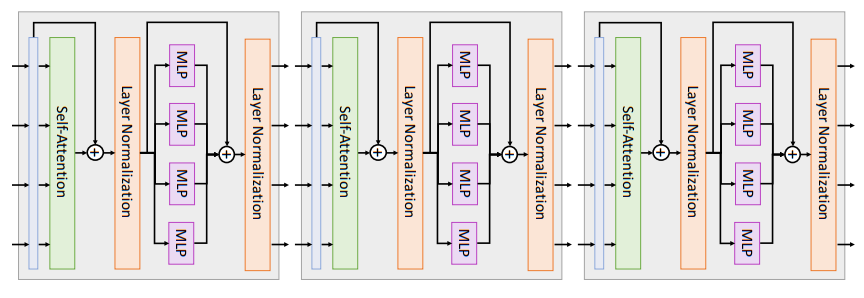 Self-Attention
+
Layer Normalization
MLP
MLP
MLP
MLP
+
Layer Normalization
Self-Attention
+
Layer Normalization
MLP
MLP
MLP
MLP
+
Layer Normalization
Self-Attention
+
Layer Normalization
MLP
MLP
MLP
MLP
+
Layer Normalization